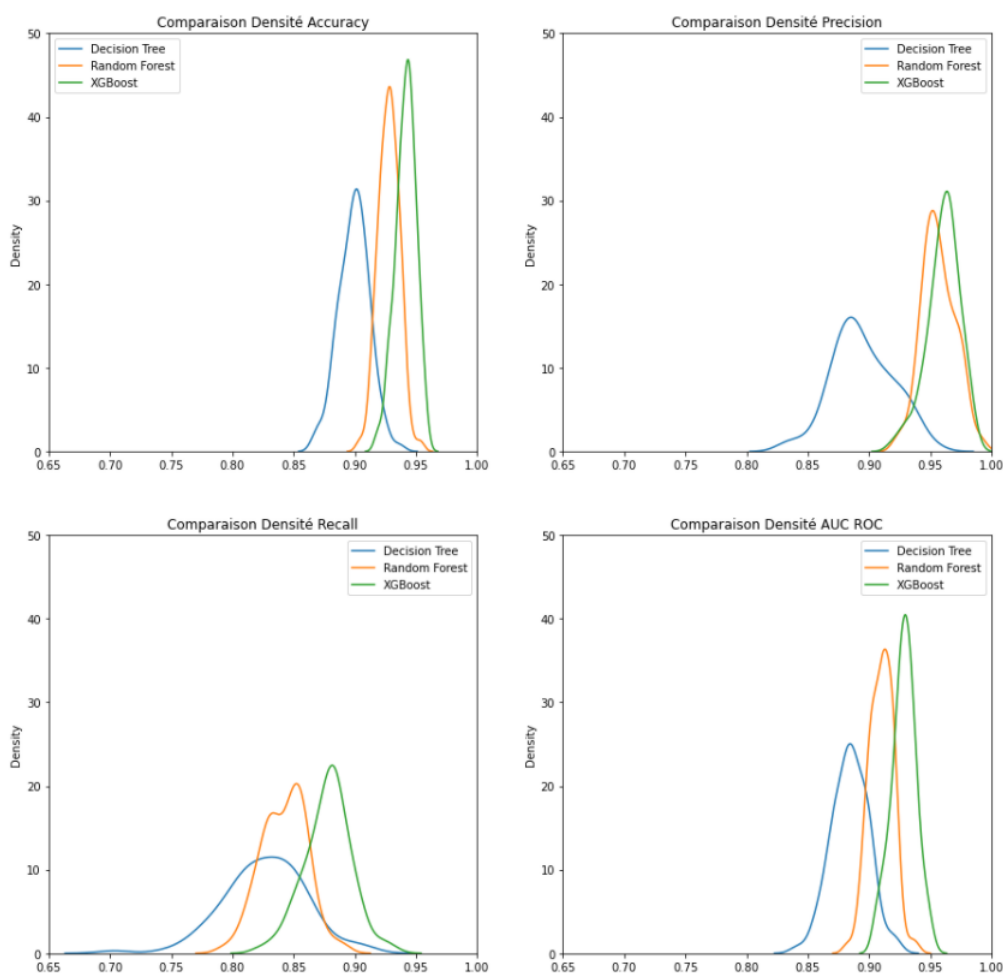 Comparaison Densité Accuracy
50
40
30
20
10
0
Density
Decision Tree
Random Forest
XGBoost
0.65 0.70 0.75 0.80 0.85 0.90 0.95 1.00
Comparaison Densité Precision
50
40
30
20
10
0
Density
Decision Tree
Random Forest
XGBoost
0.65 0.70 0.75 0.80 0.85 0.90 0.95 1.00
Comparaison Densité Recall
50
40
30
20
10
0
Density
Decision Tree
Random Forest
XGBoost
0.65 0.70 0.75 0.80 0.85 0.90 0.95 1.00
Comparaison Densité AUC ROC
50
40
30
20
10
0
Density
Decision Tree
Random Forest
XGBoost
0.65 0.70 0.75 0.80 0.85 0.90 0.95 1.00